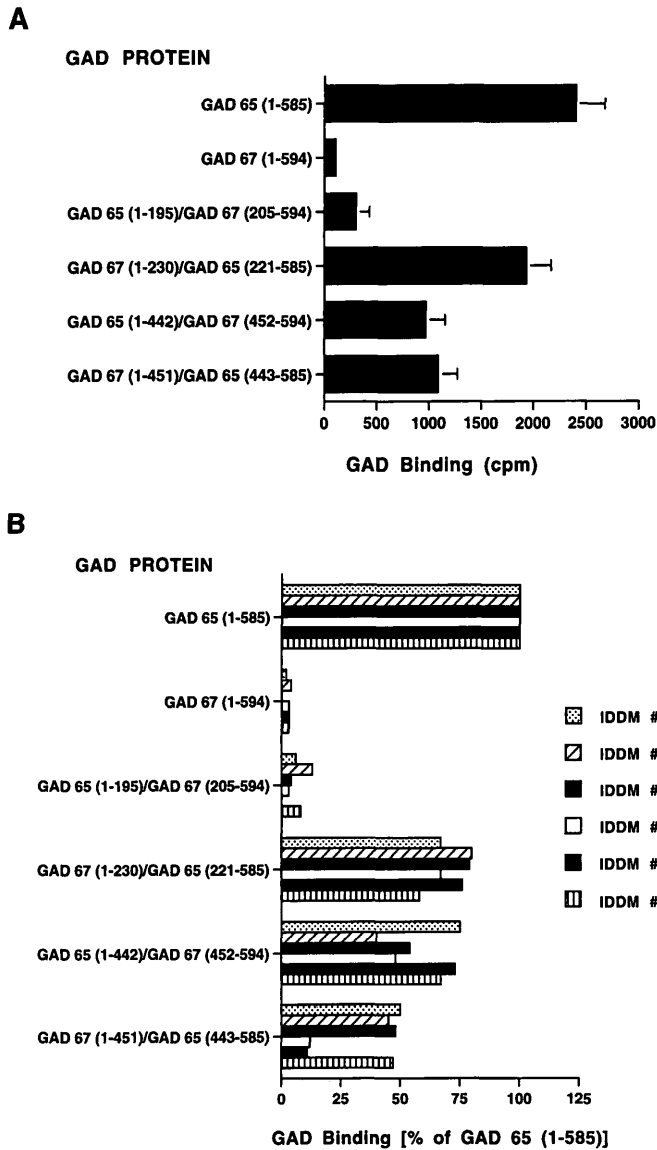 A
GAD PROTEIN
GAD 65 (1-585)
GAD 67 (1-594)
GAD 65 (1-195)/GAD 67 (205-594)
GAD 67 (1-230)/GAD 65 (221-585)
GAD 65 (1-442)/GAD 67 (452-594)
GAD 67 (1-451)/GAD 65 (443-585)
0 500 1000 1500 2000 2500 3000
GAD Binding (cpm)
B
GAD PROTEIN
GAD 65 (1-585)
GAD 67 (1-594)
GAD 65 (1-195)/GAD 67 (205-594)
GAD 67 (1-230)/GAD 65 (221-585)
GAD 65 (1-442)/GAD 67 (452-594)
GAD 67 (1-451)/GAD 65 (443-585)
IDDM #
IDDM #
IDDM #
IDDM #
IDDM #
IDDM #
0 25 50 75 100 125
GAD Binding [% of GAD 65 (1-585)]